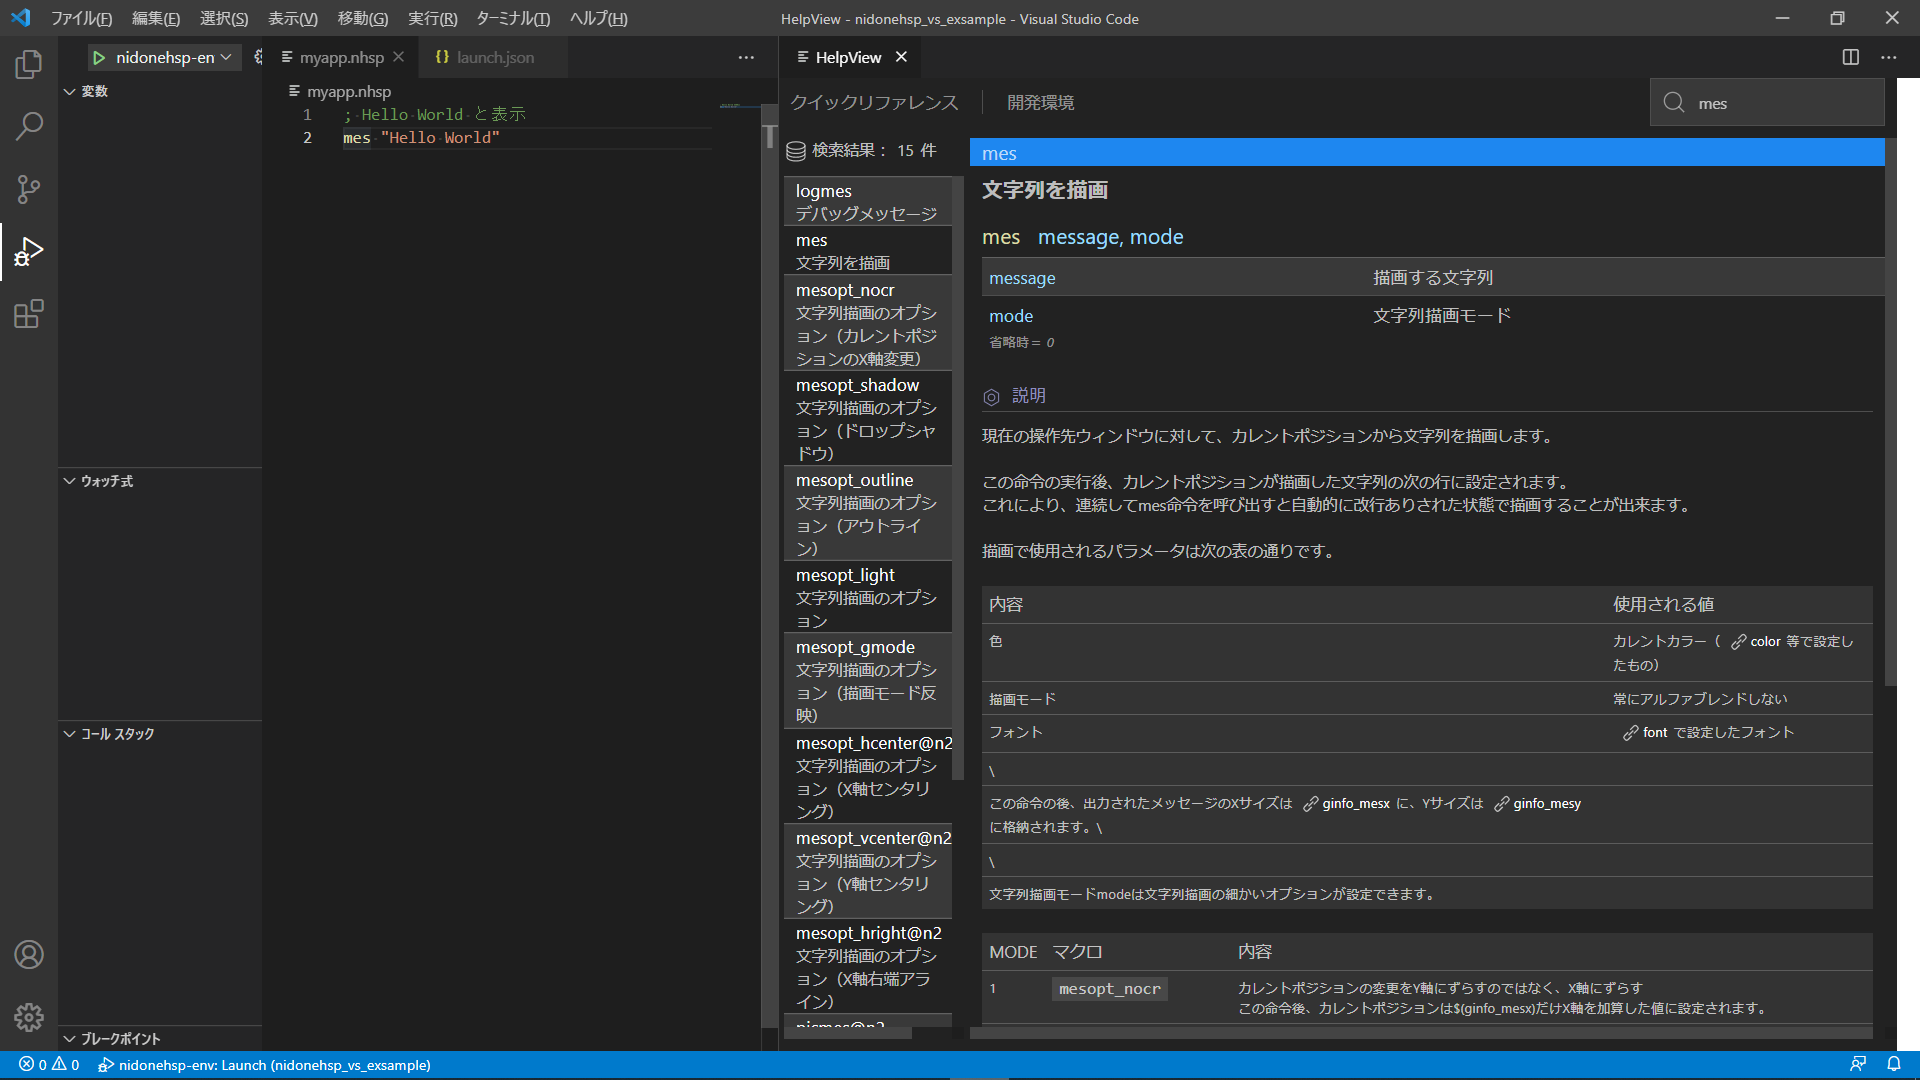 ファイル(F) 編集(E) 選択(S) 表示(V) 移動(G) 実行(R) ターミナル(T) ヘルプ(H)
HelpView - nidonehsp_vs_exsample - Visual Studio Code
nidonehsp-en
変数
ウォッチ式
コール スタック
ブレークポイント
myapp.nhsp
{} launch.json
myapp.nhsp
1 ; Hello World と表示
2 mes "Hello World"
HelpView
クイックリファレンス
開発環境
mes
検索結果： 15 件
logmes
デバッグメッセージ
mes
文字列を描画
mesopt_nocr
文字列描画のオプシ
ョン（カレントポジ
ションのX軸変更）
mesopt_shadow
文字列描画のオプシ
ョン（ドロップシャ
ドウ）
mesopt_outline
文字列描画のオプシ
ョン（アウトライ
ン）
mesopt_light
文字列描画のオプシ
ョン
mesopt_gmode
文字列描画のオプシ
ョン（描画モード反
映）
mesopt_hcenter@n2
文字列描画のオプシ
ョン（X軸センタリ
ング）
mesopt_vcenter@n2
文字列描画のオプシ
ョン（Y軸センタリ
ング）
mesopt_hright@n2
文字列描画のオプシ
ョン（X軸右端アラ
イン）
mes
文字列を描画
mes message, mode
message 描画する文字列
mode 文字列描画モード
省略時＝ 0
説明
現在の操作先ウィンドウに対して、カレントポジションから文字列を描画します。
この命令の実行後、カレントポジションが描画した文字列の次の行に設定されます。
これにより、連続してmes命令を呼び出すと自動的に改行ありされた状態で描画することが出来ます。
描画で使用されるパラメータは次の表の通りです。
内容 使用される値
色 カレントカラー（ color 等で設定し
たもの）
描画モード 常にアルファブレンドしない
フォント font で設定したフォント
\
この命令の後、出力されたメッセージのXサイズは ginfo_mesx に、Yサイズは ginfo_mesy
に格納されます。\
\
文字列描画モードmodeは文字列描画の細かいオプションが設定できます。
MODE マクロ 内容
1 mesopt_nocr カレントポジションの変更をY軸にずらすのではなく、X軸にずらす
この命令後、カレントポジションは$(ginfo_mesx)だけX軸を加算した値に設定されます。
0 0 nidonehsp-env: Launch (nidonehsp_vs_exsample)